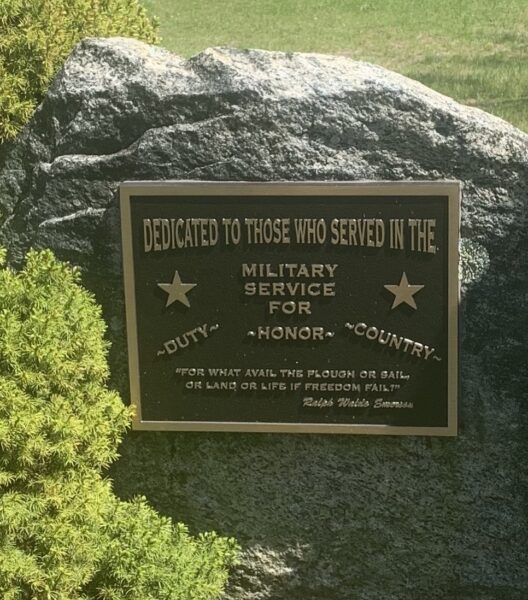 DEDICATED TO THOSE WHO SERVED IN THE
MILITARY
SERVICE
FOR
~DUTY~ ~HONOR~ ~COUNTRY~
"FOR WHAT AVAIL THE PLOUGH OR SAIL,
OR LAND OR LIFE IF FREEDOM FAIL?"
Ralph Waldo Emerson